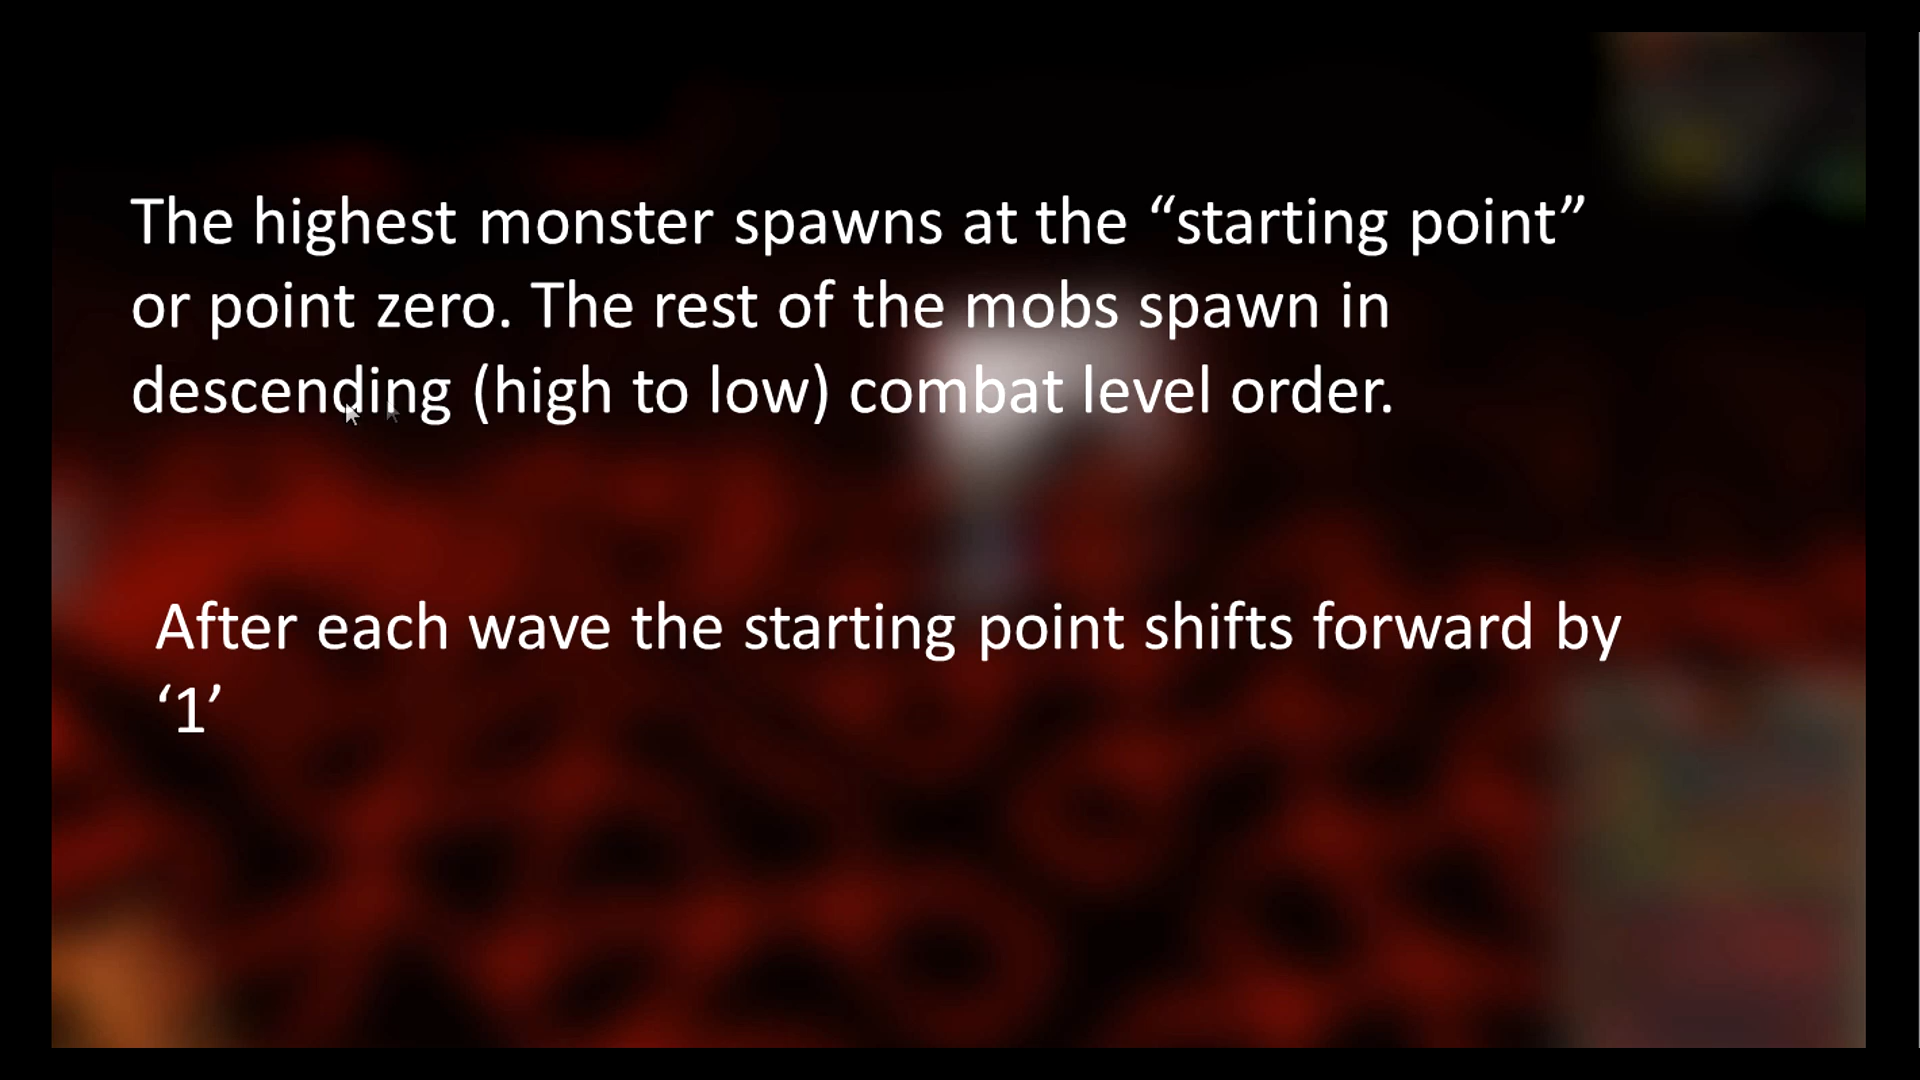 The highest monster spawns at the “starting point”
or point zero. The rest of the mobs spawn in
descending (high to low) combat level order.
After each wave the starting point shifts forward by
‘1’